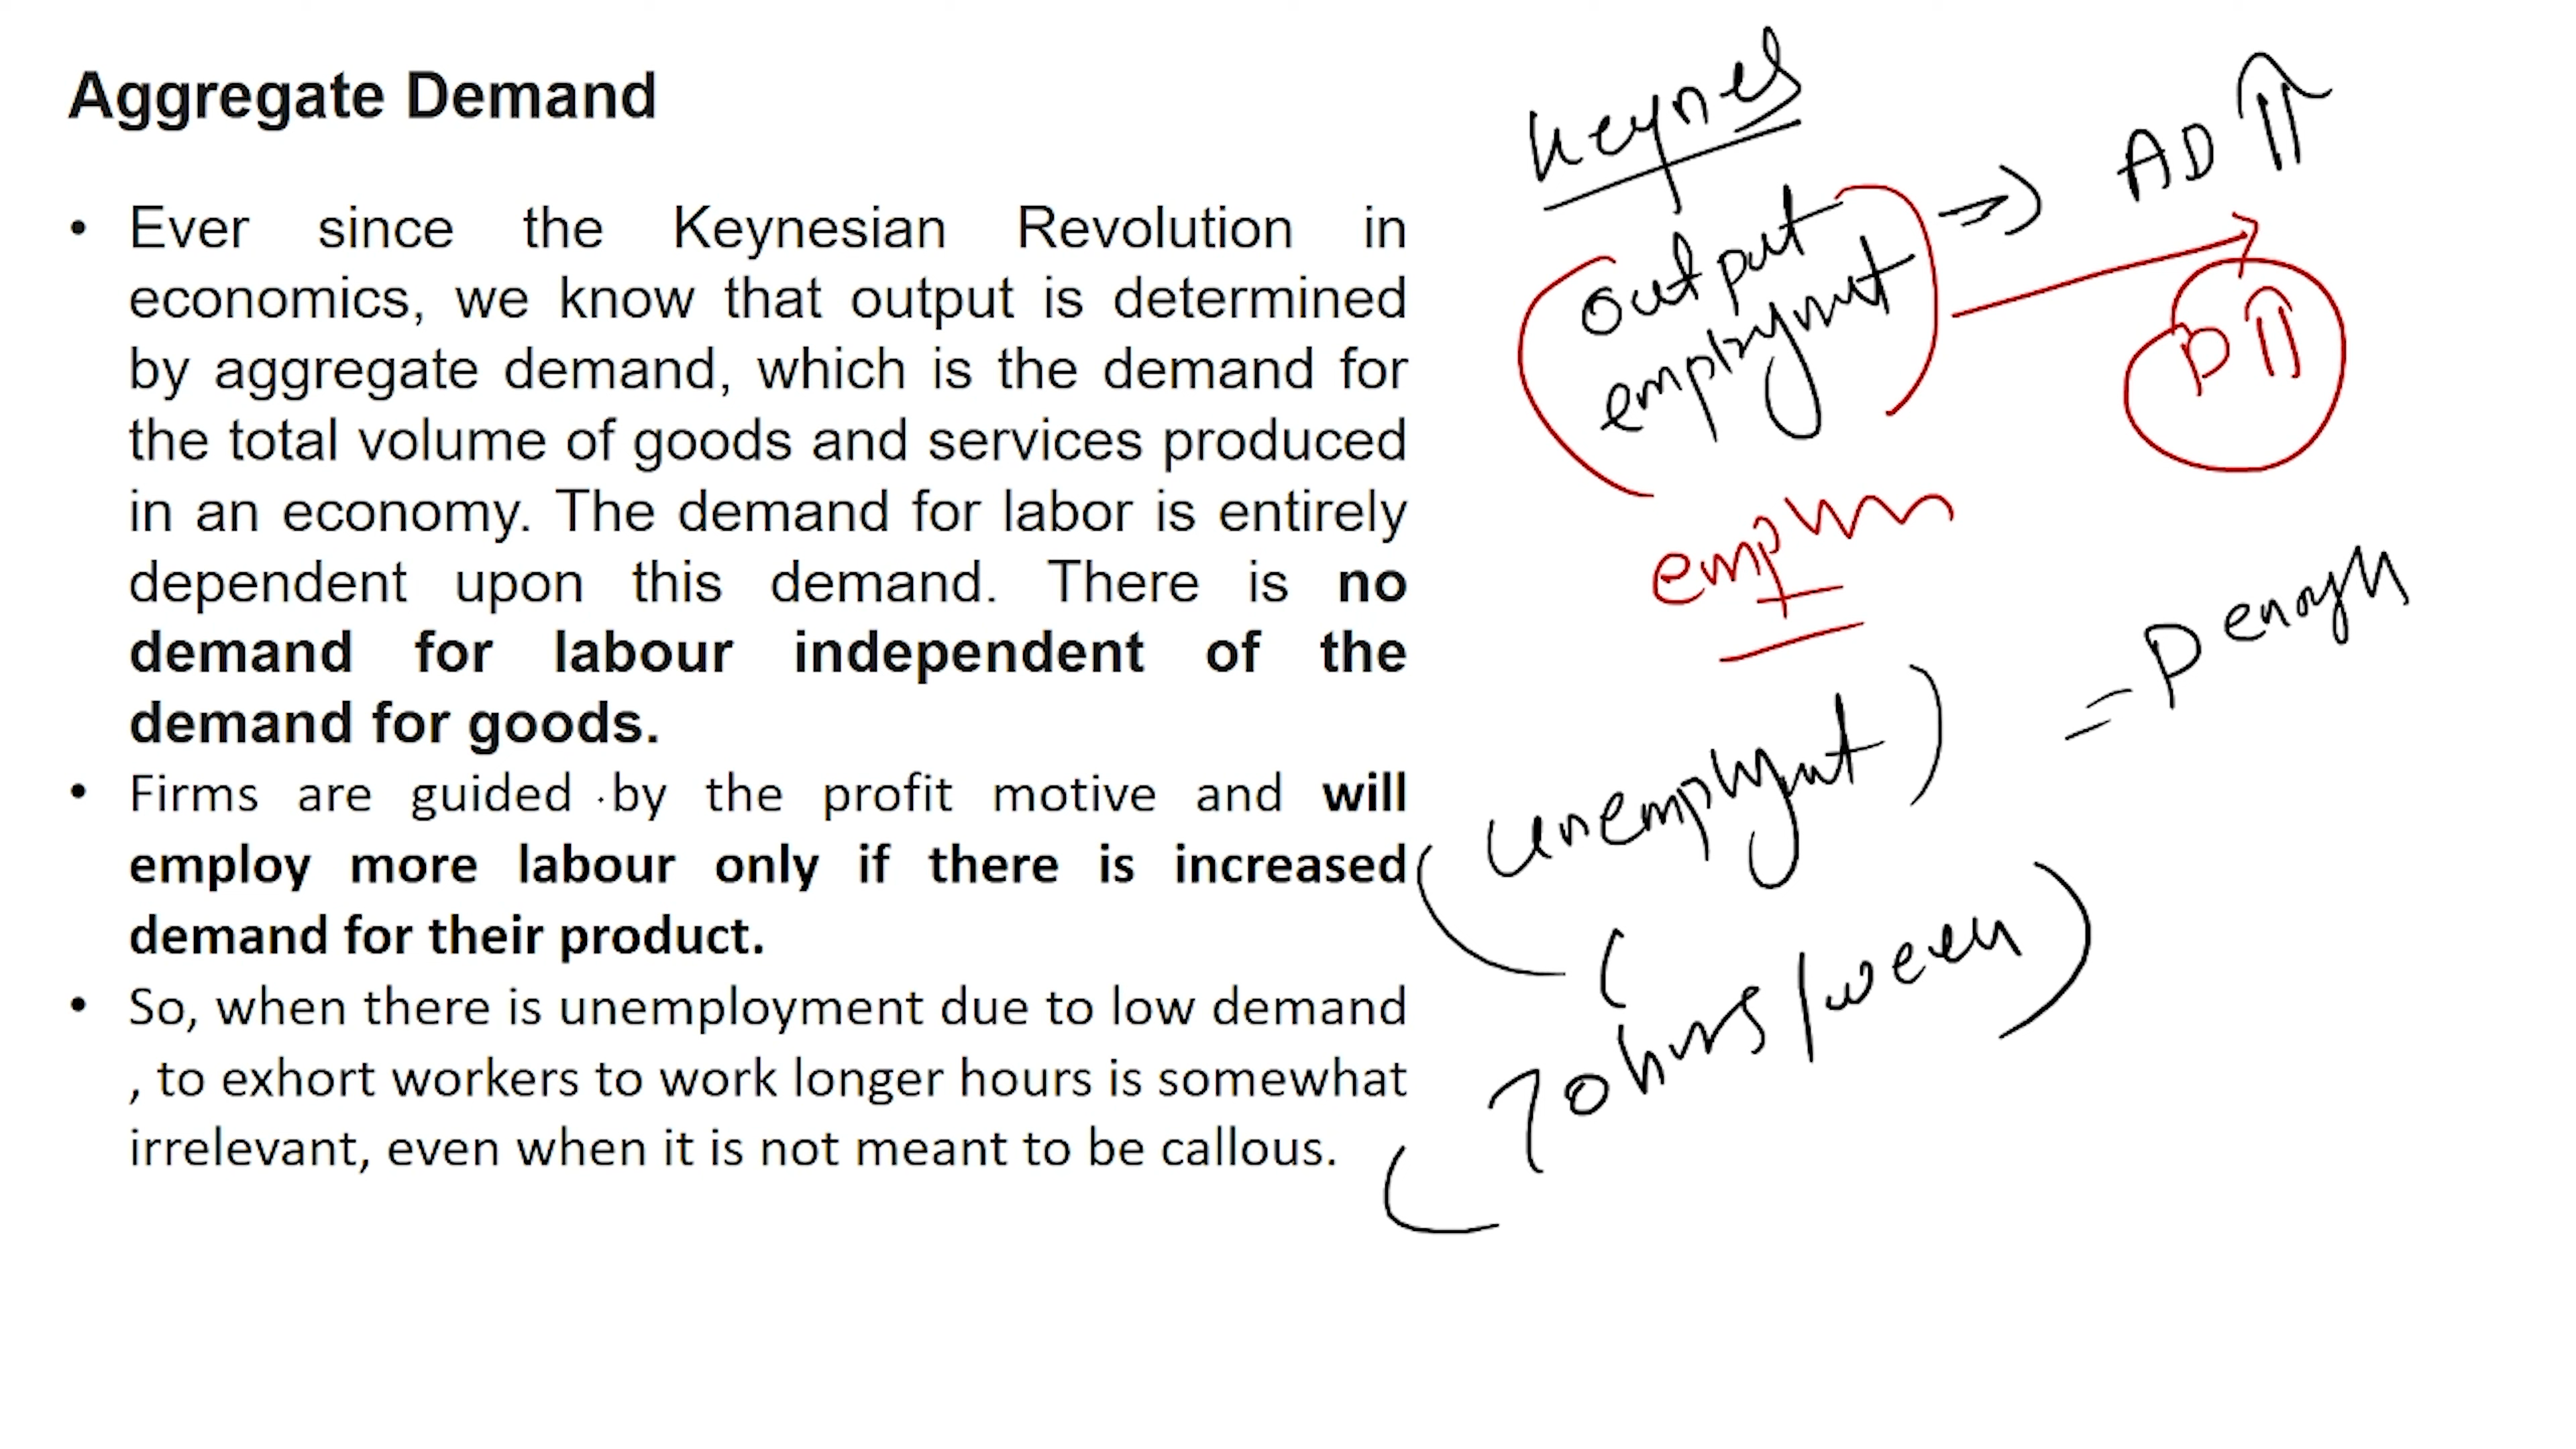 Aggregate Demand
• Ever since the Keynesian Revolution in
economics, we know that output is determined
by aggregate demand, which is the demand for
the total volume of goods and services produced
in an economy. The demand for labor is entirely
dependent upon this demand. There is no
demand for labour independent of the
demand for goods.
• Firms are guided by the profit motive and will
employ more labour only if there is increased
demand for their product.
• So, when there is unemployment due to low demand
, to exhort workers to work longer hours is somewhat
irrelevant, even when it is not meant to be callous.
Keynes
output ⇒ AD ⇑
employmt
D ⇑
unemplymt) = D
(70 hurs/week)